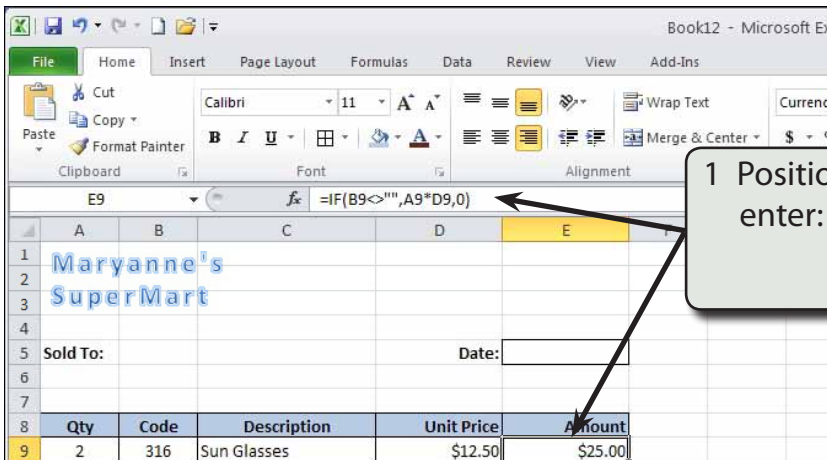 Book12 - Microsoft Ex
File Home Insert Page Layout Formulas Data Review View Add-Ins
Cut
Copy
Format Painter
Paste
Calibri 11 A A
Wrap Text
Currenc
B I U A
Merge & Center $
Clipboard Font Alignment
E9 fx =IF(B9<>"",A9*D9,0)
1 Positio
enter:
A B C D E
1
Maryanne's
2
SuperMart
3
4
5 Sold To: Date:
6
7
8 Qty Code Description Unit Price Amount
9 2 316 Sun Glasses $12.50 $25.00